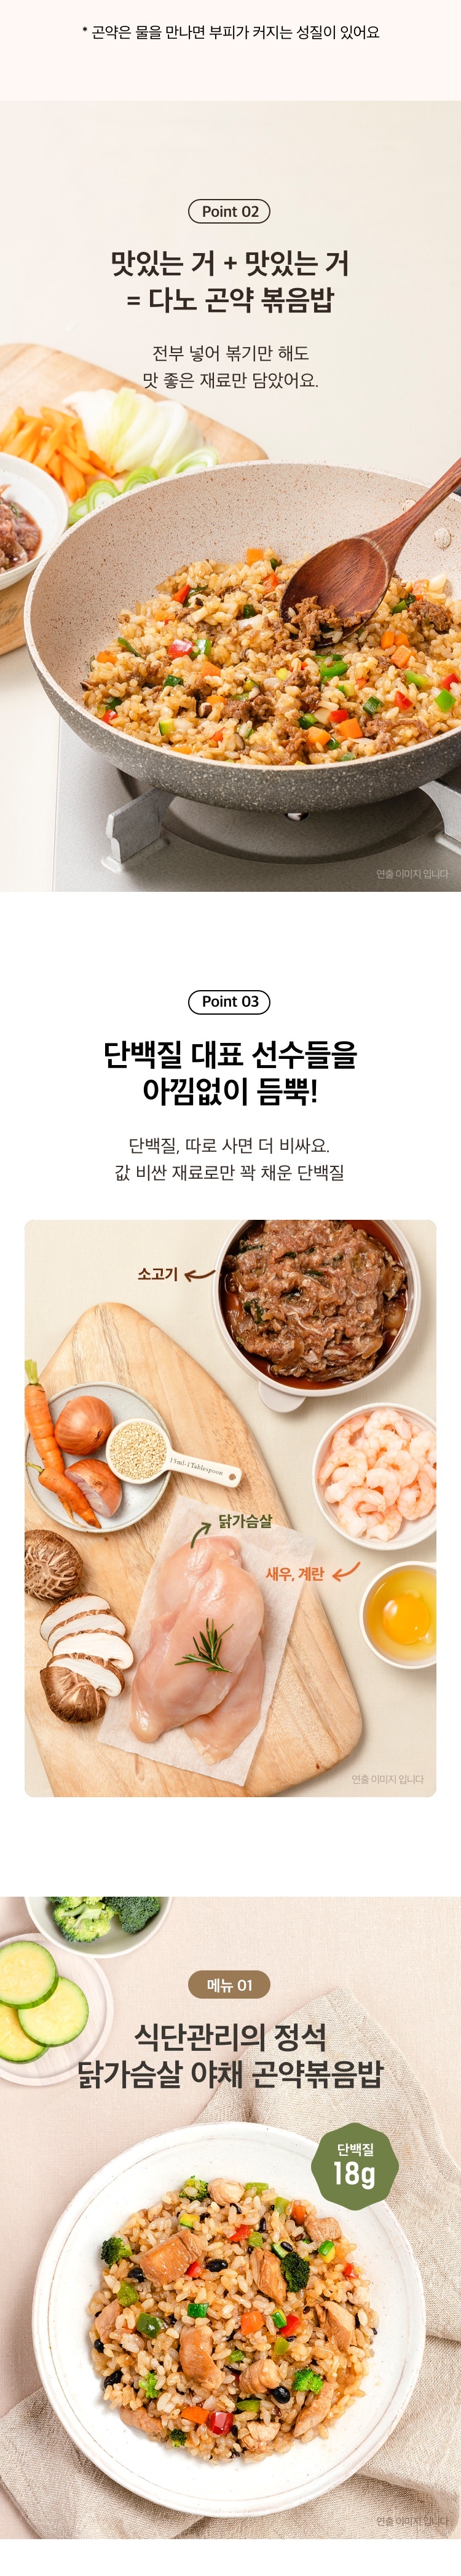 * 곤약은 물을 만나면 부피가 커지는 성질이 있어요
Point 02
맛있는 거 + 맛있는 거
= 다노 곤약 볶음밥
전부 넣어 볶기만 해도
맛 좋은 재료만 담았어요.
연출 이미지 입니다
Point 03
단백질 대표 선수들을
아낌없이 듬뿍!
단백질, 따로 사면 더 비싸요.
값 비싼 재료로만 꽉 채운 단백질
소고기
15ml·1Tablespoon
닭가슴살
새우, 계란
연출 이미지 입니다
메뉴 01
식단관리의 정석
닭가슴살 야채 곤약볶음밥
단백질
18g
연출 이미지 입니다